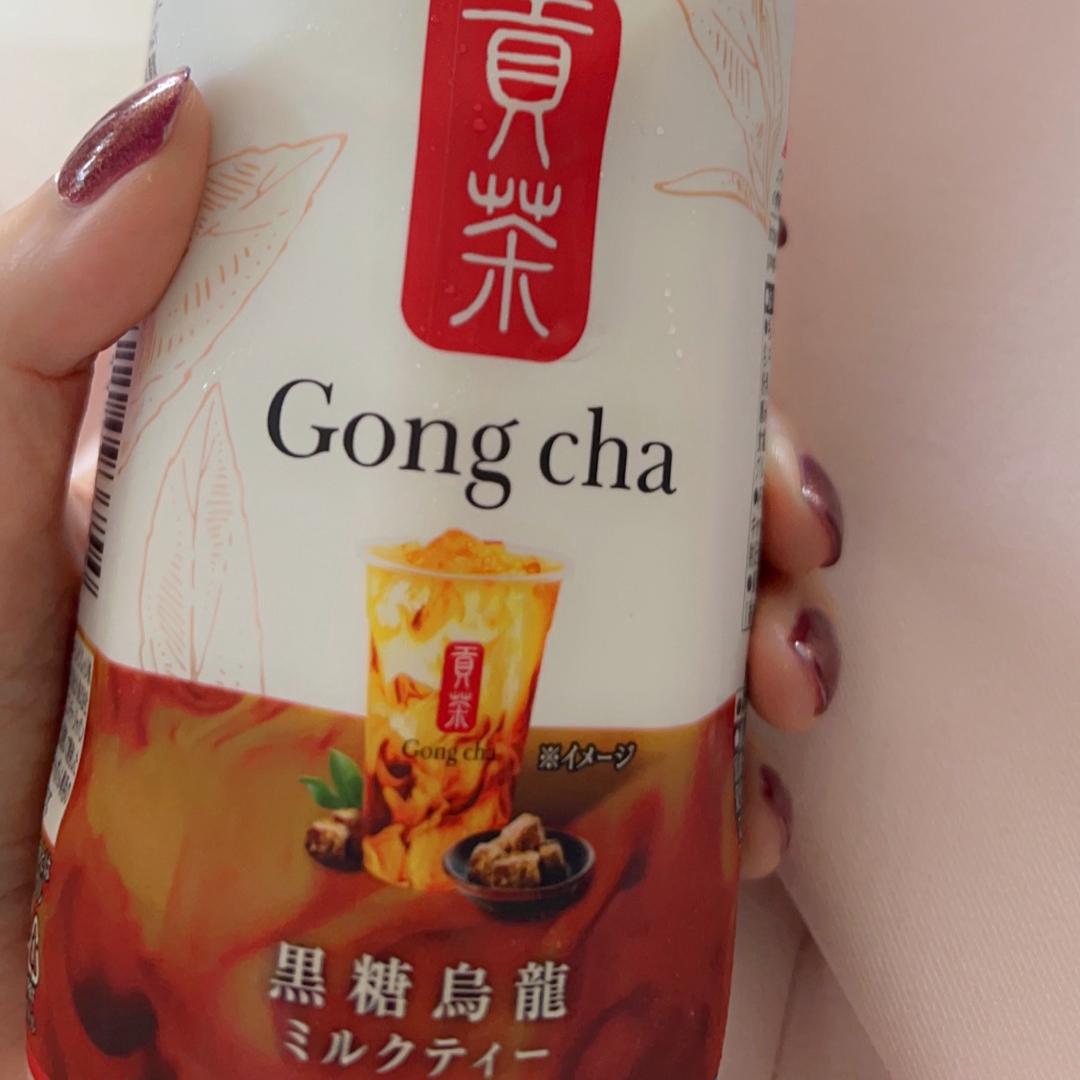 貢
茶
Gong cha
貢
茶
Gong cha
※イメージ
黒糖烏龍
ミルクティー